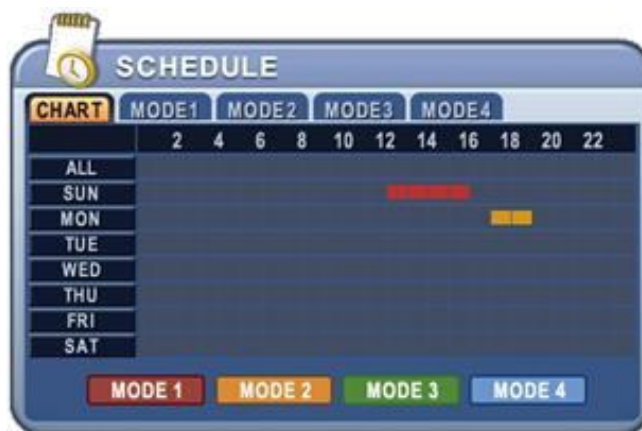 SCHEDULE
CHART MODE1 MODE2 MODE3 MODE4
2 4 6 8 10 12 14 16 18 20 22
ALL
SUN
MON
TUE
WED
THU
FRI
SAT
MODE 1 MODE 2 MODE 3 MODE 4